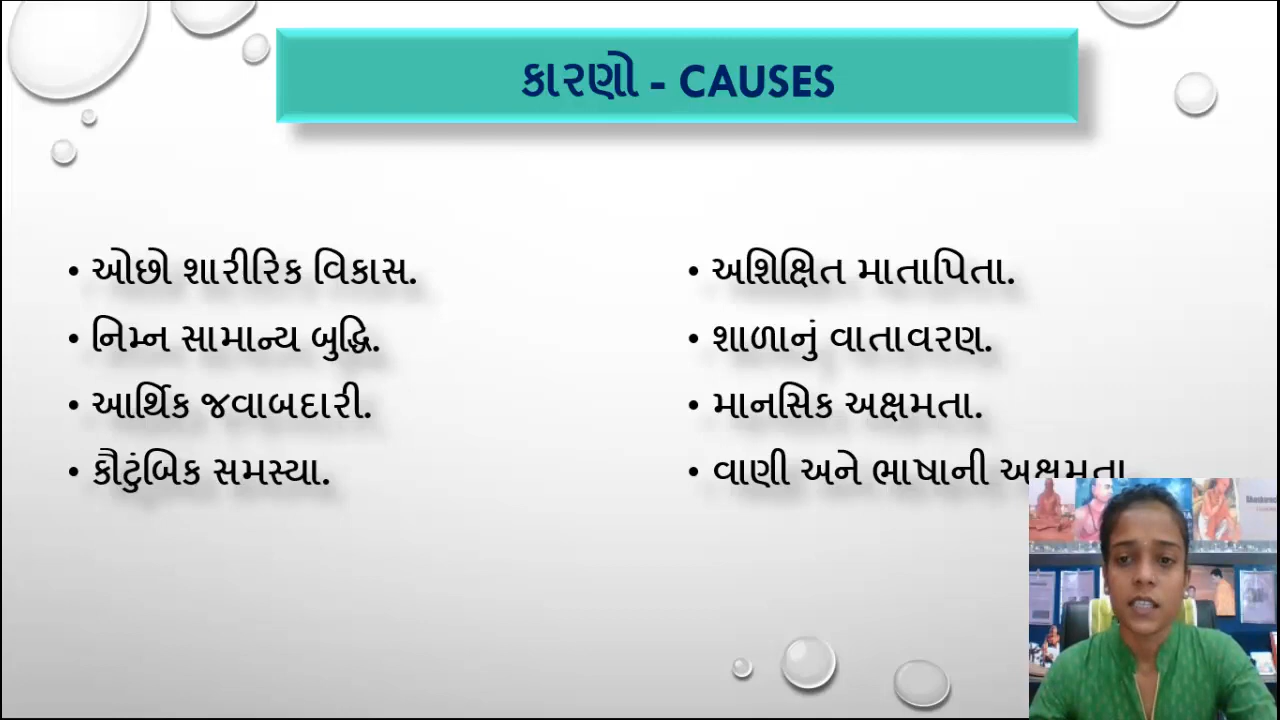 કારણો - CAUSES
• ઓછો શારીરિક વિકાસ.
• નિમ્ન સામાન્ય બુદ્ધિ.
• આર્થિક જવાબદારી.
• કૌટુંબિક સમસ્યા.
• અશિક્ષિત માતાપિતા.
• શાળાનું વાતાવરણ.
• માનસિક અક્ષમતા.
• વાણી અને ભાષાની અક્ષમતા